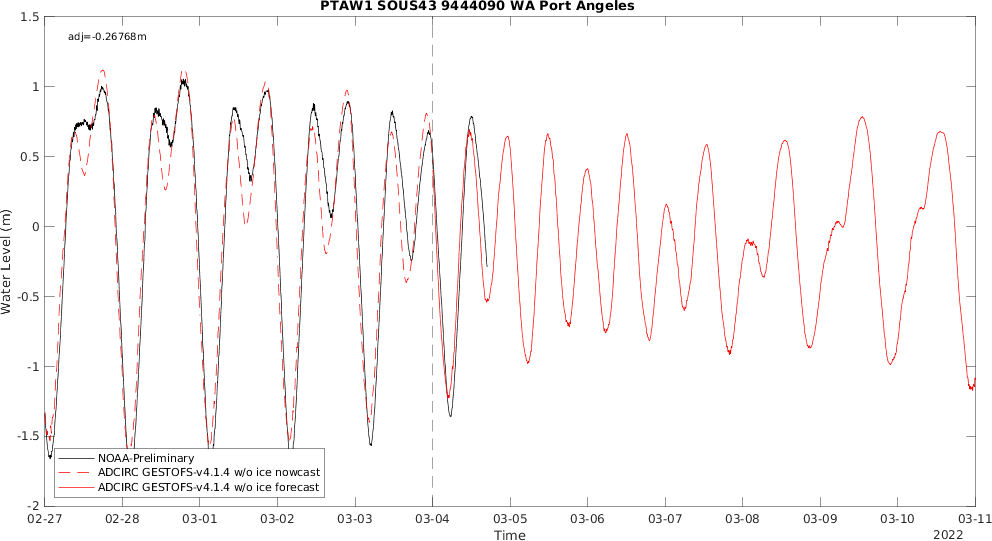 PTAW1 SOUS43 9444090 WA Port Angeles
adj=-0.26768m
1.5
1
0.5
0
-0.5
-1
-1.5
-2
Water Level (m)
NOAA-Preliminary
ADCIRC GESTOFS-v4.1.4 w/o ice nowcast
ADCIRC GESTOFS-v4.1.4 w/o ice forecast
02-27 02-28 03-01 03-02 03-03 03-04 03-05 03-06 03-07 03-08 03-09 03-10 03-11
Time
2022